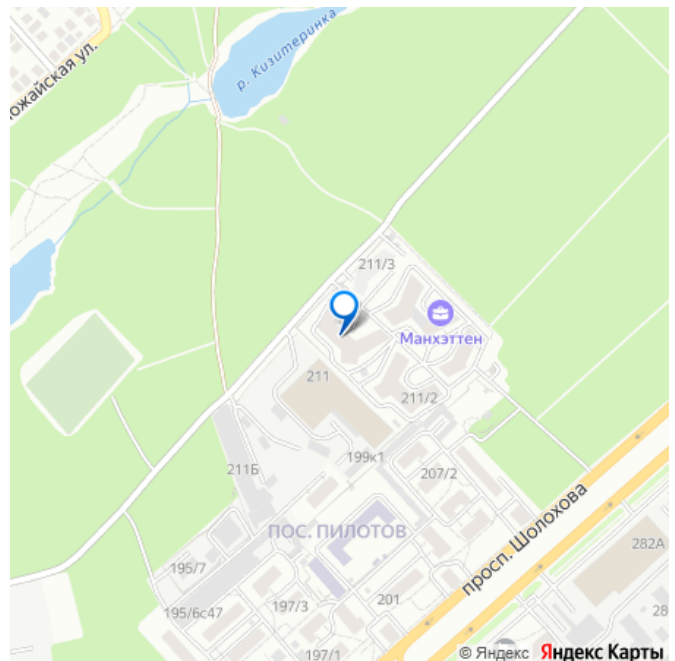 ожайская ул.
р. Кизитеринка
211/3
Манхэттен
211
211/2
199к1
207/2
211Б
ПОС. ПИЛОТОВ
просп. Шолохова
282А
195/7
201
195/6с47
197/3
28
197/1
© Яндекс Яндекс Карты